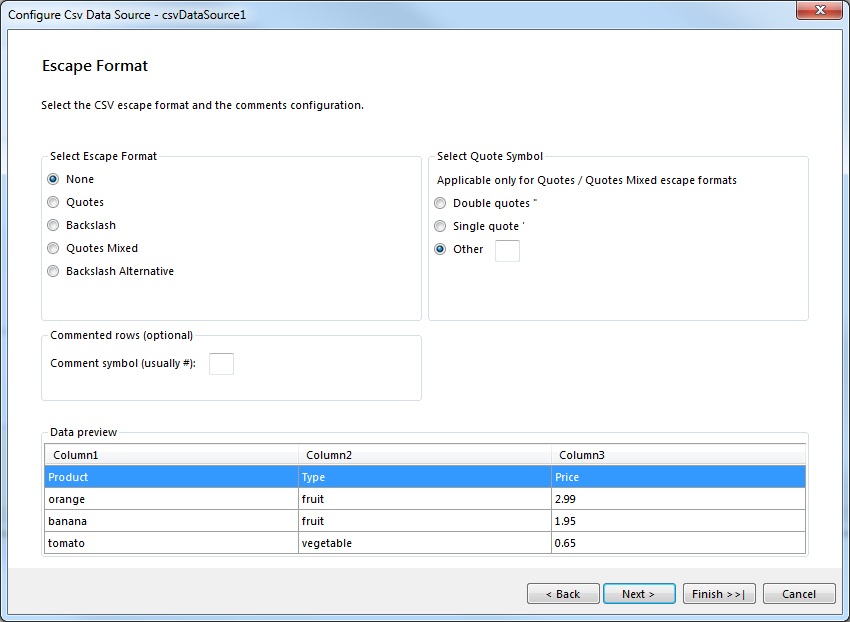 Configure Csv Data Source - csvDataSource1
Escape Format
Select the CSV escape format and the comments configuration.
Select Escape Format
None
Quotes
Backslash
Quotes Mixed
Backslash Alternative
Select Quote Symbol
Applicable only for Quotes / Quotes Mixed escape formats
Double quotes "
Single quote '
Other
Commented rows (optional)
Comment symbol (usually #):
Data preview
Column1 Column2 Column3
Product Type Price
orange fruit 2.99
banana fruit 1.95
tomato vegetable 0.65
< Back Next > Finish >>| Cancel